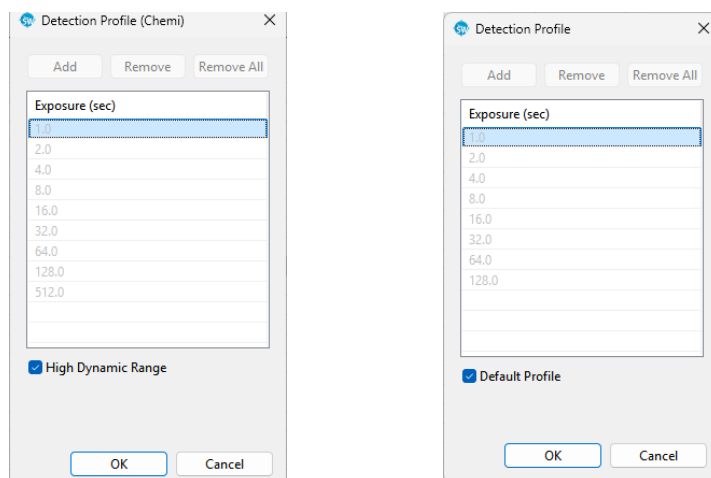 Detection Profile (Chemi)
Add Remove Remove All
Exposure (sec)
1.0
2.0
4.0
8.0
16.0
32.0
64.0
128.0
512.0
High Dynamic Range
OK Cancel
Detection Profile
Add Remove Remove All
Exposure (sec)
1.0
2.0
4.0
8.0
16.0
32.0
64.0
128.0
Default Profile
OK Cancel